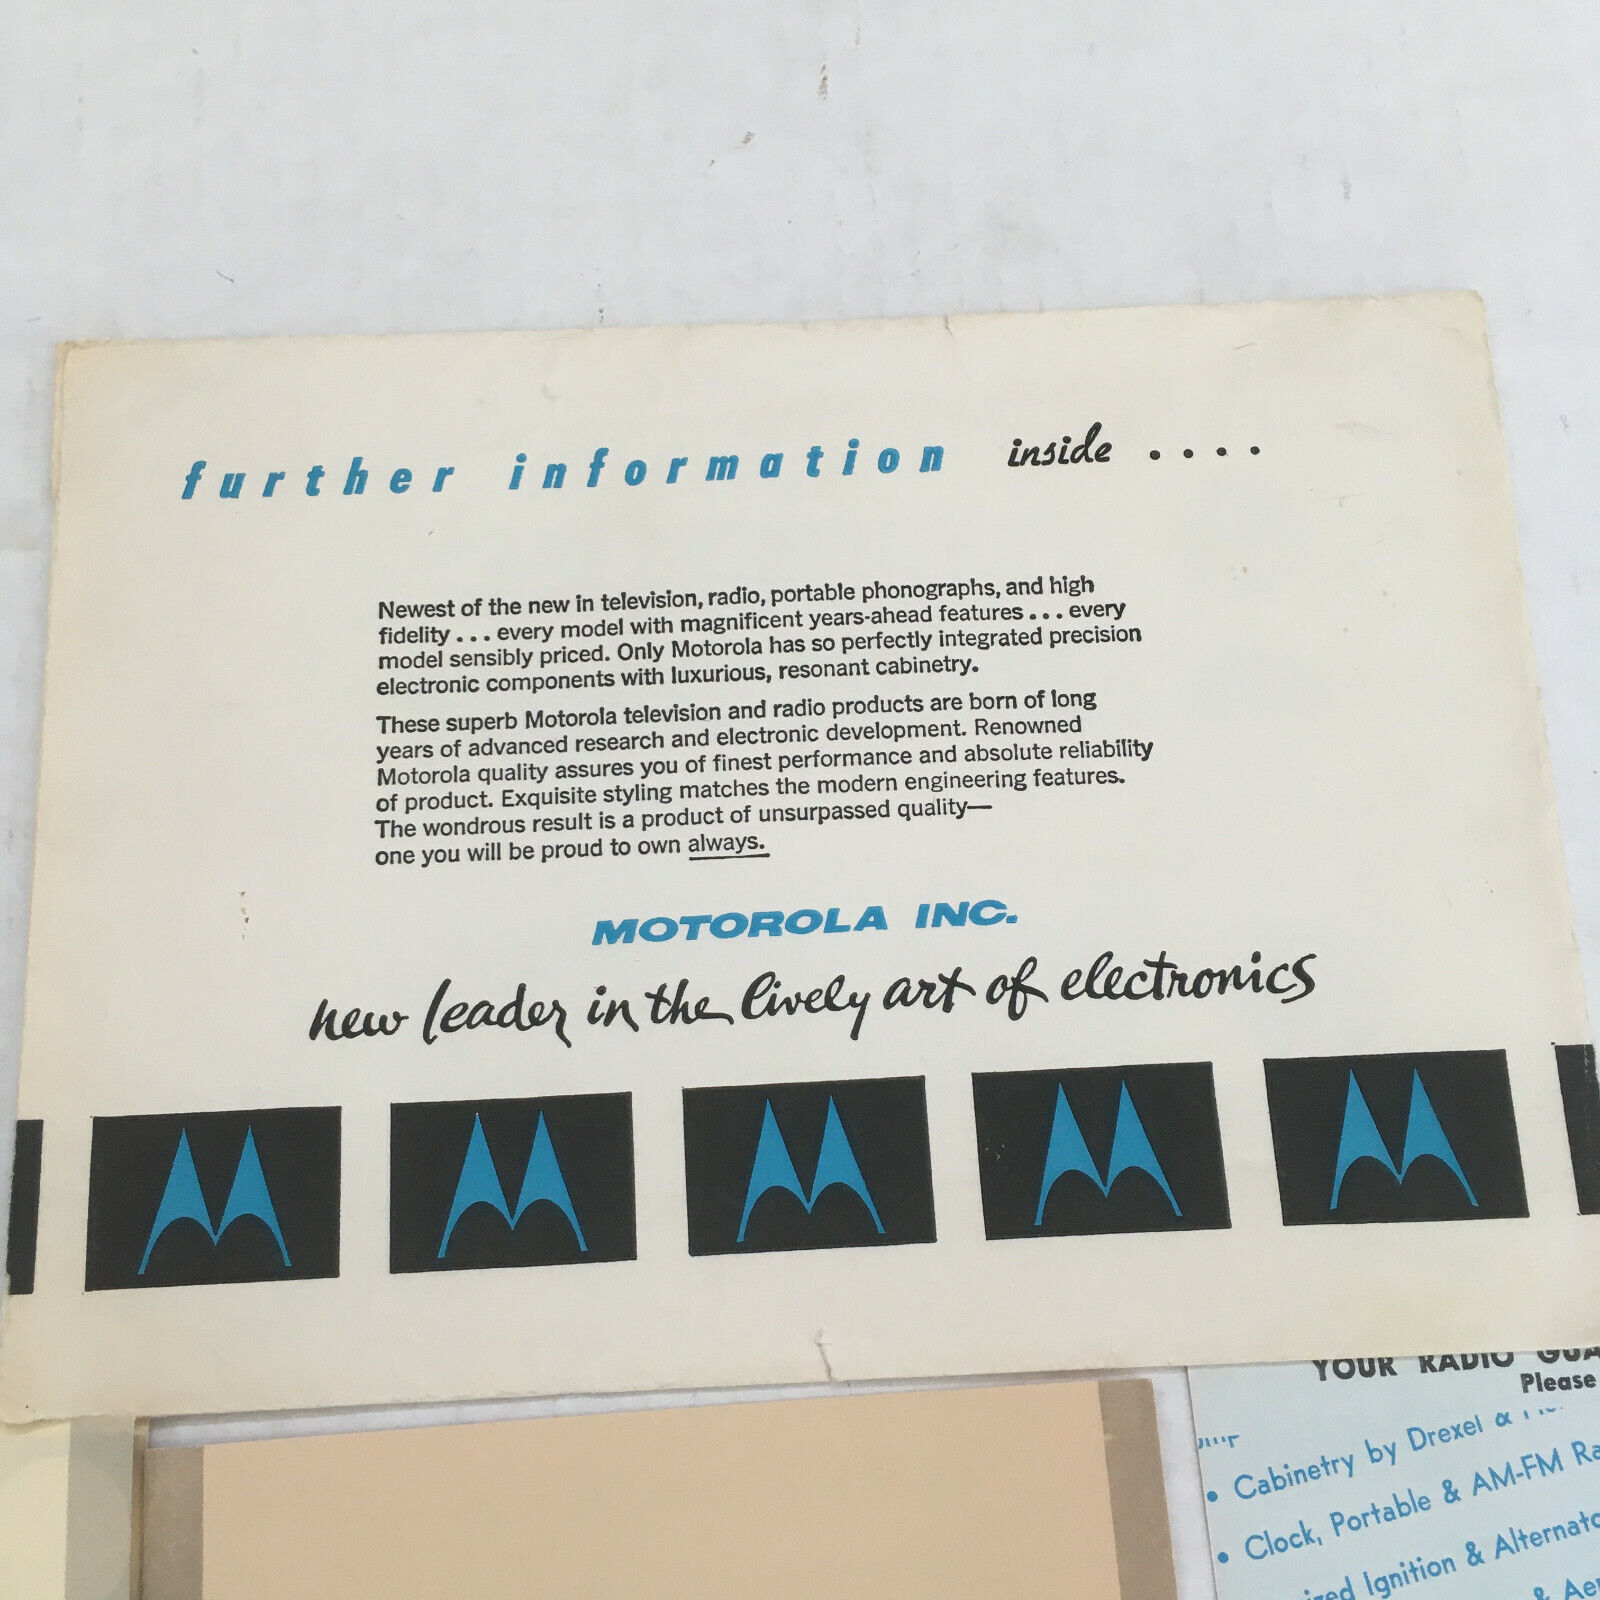 further information inside ....
Newest of the new in television, radio, portable phonographs, and high
fidelity ... every model with magnificent years-ahead features ... every
model sensibly priced. Only Motorola has so perfectly integrated precision
electronic components with luxurious, resonant cabinetry.
These superb Motorola television and radio products are born of long
years of advanced research and electronic development. Renowned
Motorola quality assures you of finest performance and absolute reliability
of product. Exquisite styling matches the modern engineering features.
The wondrous result is a product of unsurpassed quality—
one you will be proud to own always.
MOTOROLA INC.
new leader in the lively art of electronics
YOUR RADIO
Please
• Cabinetry by Drexel &
• Clock, Portable & AM-FM
Ignition &
&